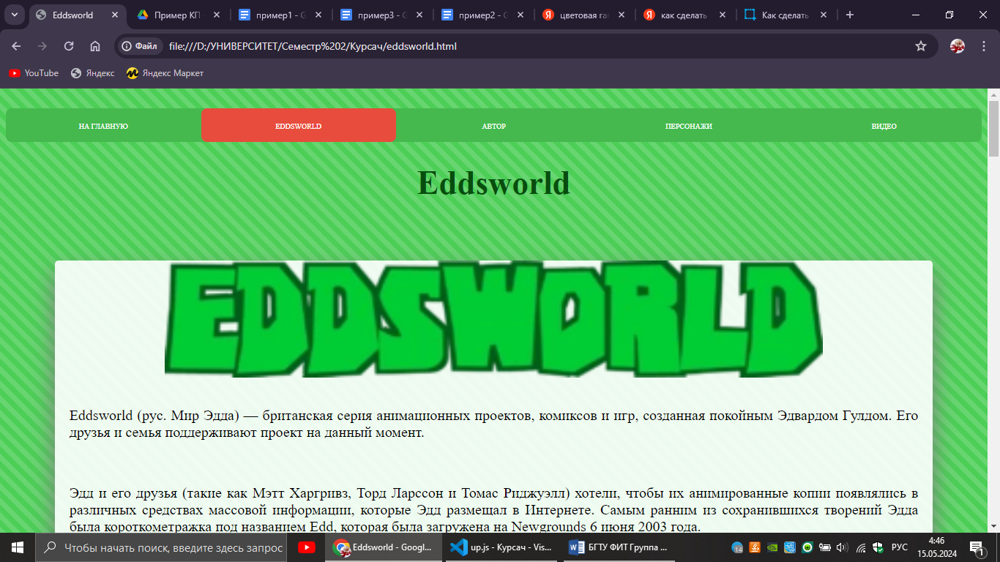 Eddsworld
Пример КП
пример1 - G
пример3 - G
пример2 - G
цветовая га
как сделать
Как сделать
Файл
file:///D:/УНИВЕРСИТЕТ/Семестр%202/Курсач/eddsworld.html
YouTube
Яндекс
Яндекс Маркет
НА ГЛАВНУЮ
EDDSWORLD
АВТОР
ПЕРСОНАЖИ
ВИДЕО
Eddsworld
EDDSWORLD
Eddsworld (рус. Мир Эдда) — британская серия анимационных проектов, комиксов и игр, созданная покойным Эдвардом Гулдом. Его
друзья и семья поддерживают проект на данный момент.
Эдд и его друзья (такие как Мэтт Харгривз, Торд Ларссон и Томас Риджуэлл) хотели, чтобы их анимированные копии появлялись в
различных средствах массовой информации, которые Эдд размещал в Интернете. Самым ранним из сохранившихся творений Эдда
была короткометражка под названием Edd, которая была загружена на Newgrounds 6 июня 2003 года.
Чтобы начать поиск, введите здесь запрос
Eddsworld - Googl...
up.js - Курсач - Vis...
БГТУ ФИТ Группа ...
14
РУС
4:46
15.05.2024
1